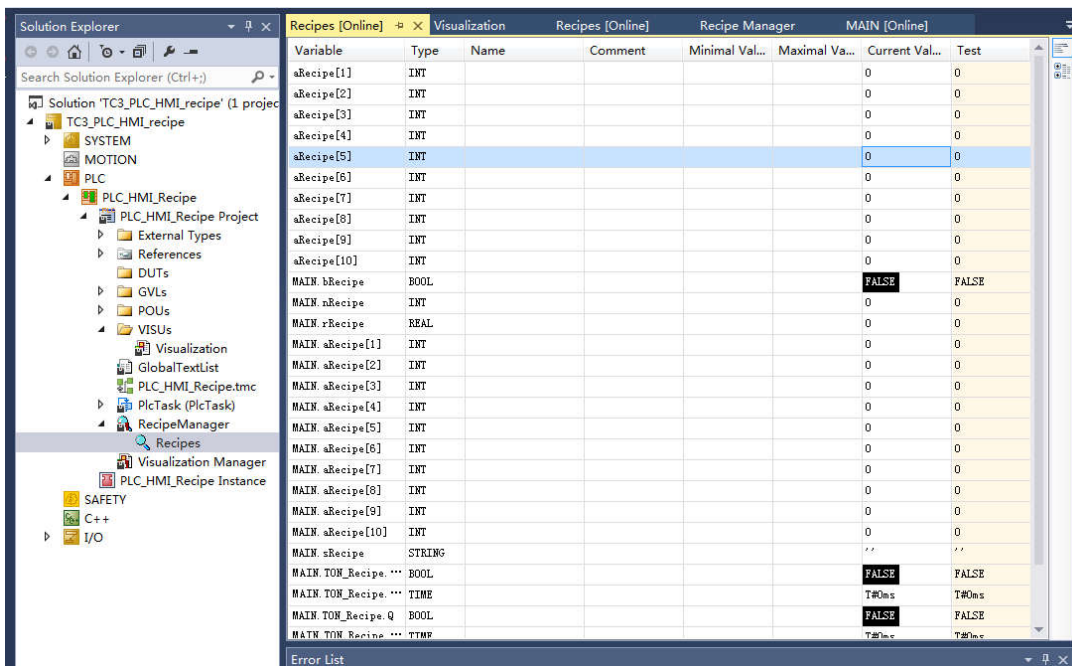 Solution Explorer
Search Solution Explorer (Ctrl+;)
Solution 'TC3_PLC_HMI_recipe' (1 projec
TC3_PLC_HMI_recipe
SYSTEM
MOTION
PLC
PLC_HMI_Recipe
PLC_HMI_Recipe Project
External Types
References
DUTs
GVLs
POUs
VISUs
Visualization
GlobalTextList
PLC_HMI_Recipe.tmc
PlcTask (PlcTask)
RecipeManager
Recipes
Visualization Manager
PLC_HMI_Recipe Instance
SAFETY
C++
I/O
Recipes [Online] Visualization Recipes [Online] Recipe Manager MAIN [Online]
Variable Type Name Comment Minimal Val... Maximal Va... Current Val... Test
aRecipe[1] INT 0 0
aRecipe[2] INT 0 0
aRecipe[3] INT 0 0
aRecipe[4] INT 0 0
aRecipe[5] INT 0 0
aRecipe[6] INT 0 0
aRecipe[7] INT 0 0
aRecipe[8] INT 0 0
aRecipe[9] INT 0 0
aRecipe[10] INT 0 0
MAIN.bRecipe BOOL FALSE FALSE
MAIN.nRecipe INT 0 0
MAIN.rRecipe REAL 0 0
MAIN.aRecipe[1] INT 0 0
MAIN.aRecipe[2] INT 0 0
MAIN.aRecipe[3] INT 0 0
MAIN.aRecipe[4] INT 0 0
MAIN.aRecipe[5] INT 0 0
MAIN.aRecipe[6] INT 0 0
MAIN.aRecipe[7] INT 0 0
MAIN.aRecipe[8] INT 0 0
MAIN.aRecipe[9] INT 0 0
MAIN.aRecipe[10] INT 0 0
MAIN.sRecipe STRING '' ''
MAIN.TON_Recipe.... BOOL FALSE FALSE
MAIN.TON_Recipe.... TIME T#0ms T#0ms
MAIN.TON_Recipe.Q BOOL FALSE FALSE
MAIN.TON_Recipe.... TIME T#0ms T#0ms
Error List